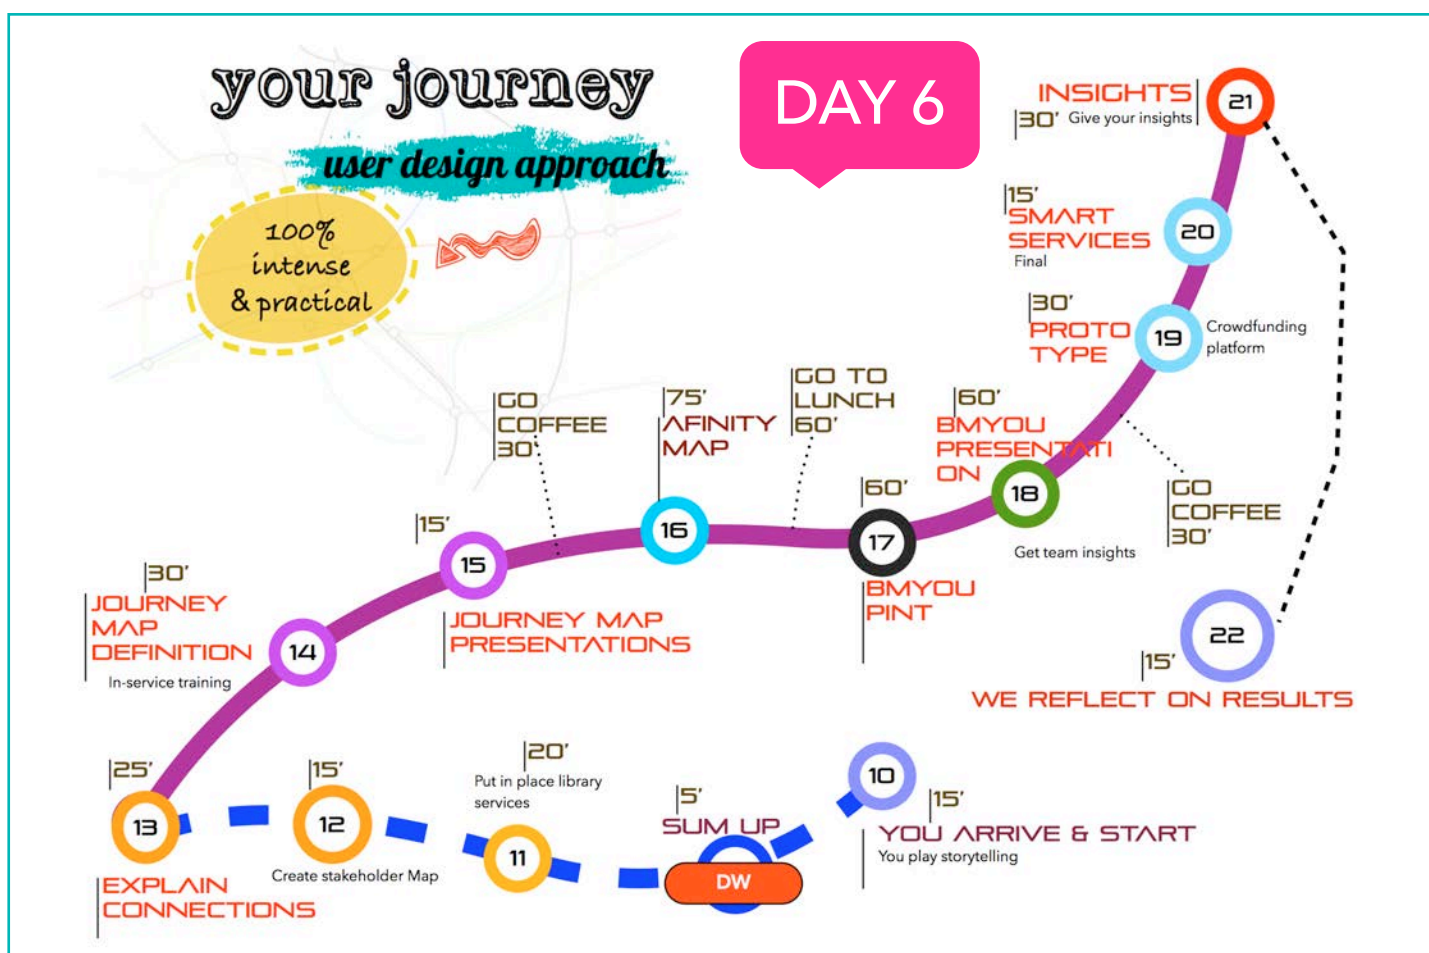 your journey
user design approach
100%
intense
& practical
DAY 6
INSIGHTS
30' Give your insights
21
15'
SMART
SERVICES
Final
20
30'
PROTO
TYPE
19
Crowdfunding
platform
GO
COFFEE
30'
75'
AFINITY
MAP
GO TO
LUNCH
60'
60'
BMYOU
PRESENTATI
ON
18
Get team insights
GO
COFFEE
30'
15'
15
JOURNEY MAP
PRESENTATIONS
16
60'
17
BMYOU
PINT
30'
JOURNEY
MAP
DEFINITION
In-service training
14
22
15'
WE REFLECT ON RESULTS
25'
13
EXPLAIN
CONNECTIONS
15'
12
Create stakeholder Map
20'
Put in place library
services
11
5'
SUM UP
DW
10
15'
YOU ARRIVE & START
You play storytelling